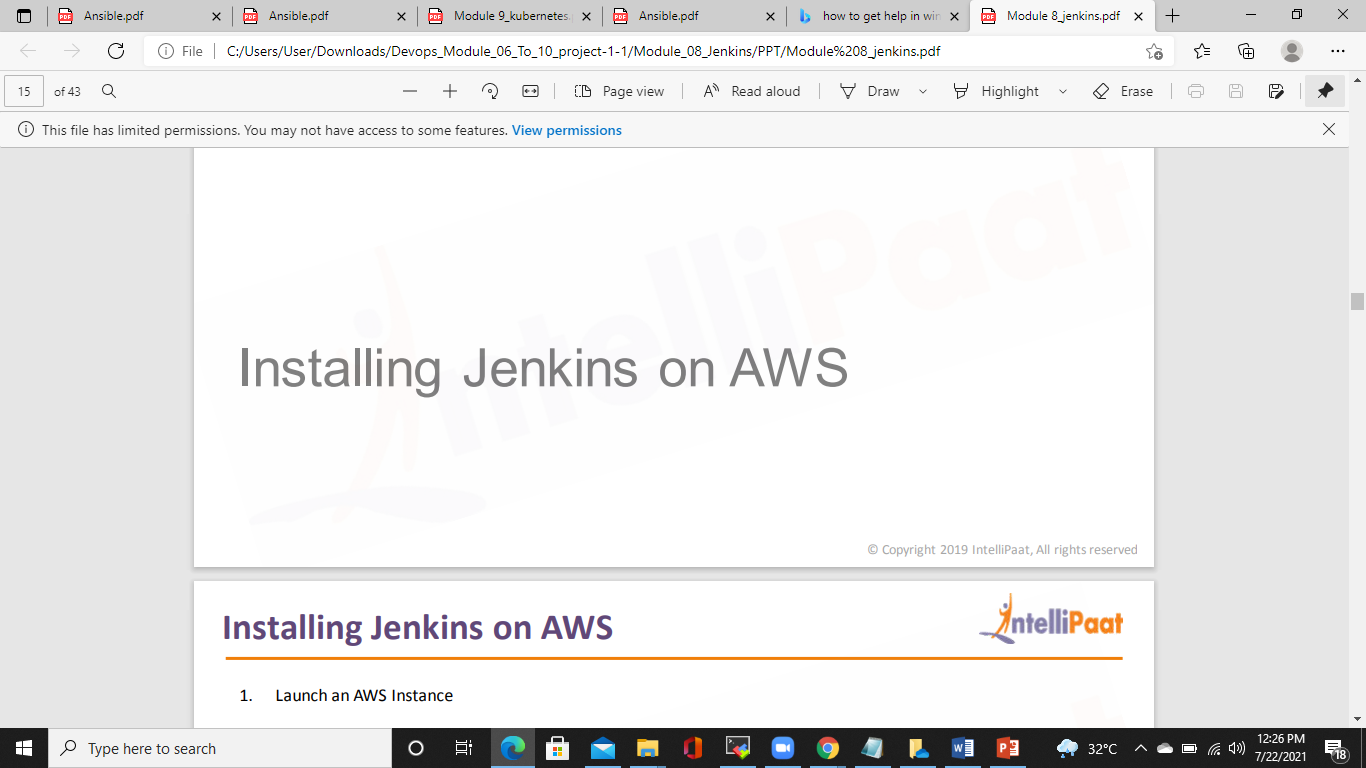 Ansible.pdf
Ansible.pdf
Module 9_kubernetes.
Ansible.pdf
how to get help in win
Module 8_jenkins.pdf
File
C:/Users/User/Downloads/Devops_Module_06_To_10_project-1-1/Module_08_Jenkins/PPT/Module%208_jenkins.pdf
15 of 43
Page view
Read aloud
Draw
Highlight
Erase
This file has limited permissions. You may not have access to some features. View permissions
IntelliPaat
Installing Jenkins on AWS
© Copyright 2019 IntelliPaat, All rights reserved
Installing Jenkins on AWS
IntelliPaat
1. Launch an AWS Instance
Type here to search
32°C
12:26 PM
7/22/2021
18